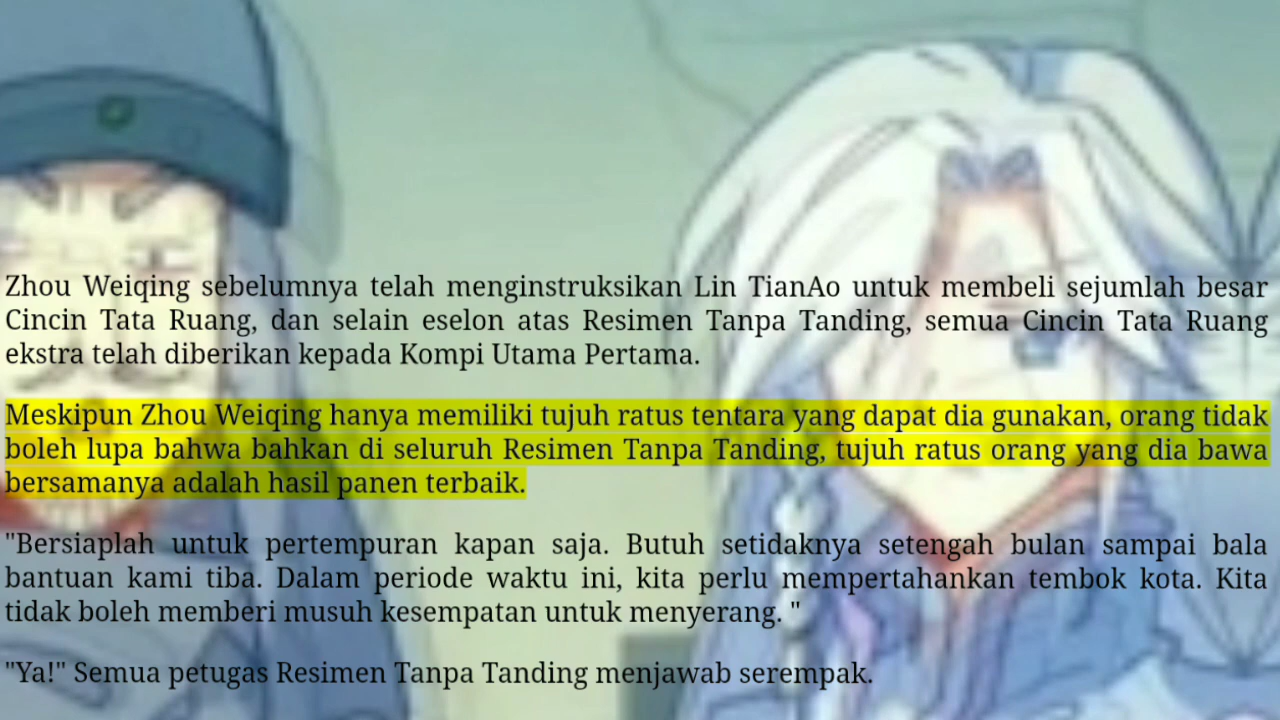 Zhou Weiqing sebelumnya telah menginstruksikan Lin TianAo untuk membeli sejumlah besar
Cincin Tata Ruang, dan selain eselon atas Resimen Tanpa Tanding, semua Cincin Tata Ruang
ekstra telah diberikan kepada Kompi Utama Pertama.
Meskipun Zhou Weiqing hanya memiliki tujuh ratus tentara yang dapat dia gunakan, orang tidak
boleh lupa bahwa bahkan di seluruh Resimen Tanpa Tanding, tujuh ratus orang yang dia bawa
bersamanya adalah hasil panen terbaik.
"Bersiaplah untuk pertempuran kapan saja. Butuh setidaknya setengah bulan sampai bala
bantuan kami tiba. Dalam periode waktu ini, kita perlu mempertahankan tembok kota. Kita
tidak boleh memberi musuh kesempatan untuk menyerang. "
"Ya!" Semua petugas Resimen Tanpa Tanding menjawab serempak.